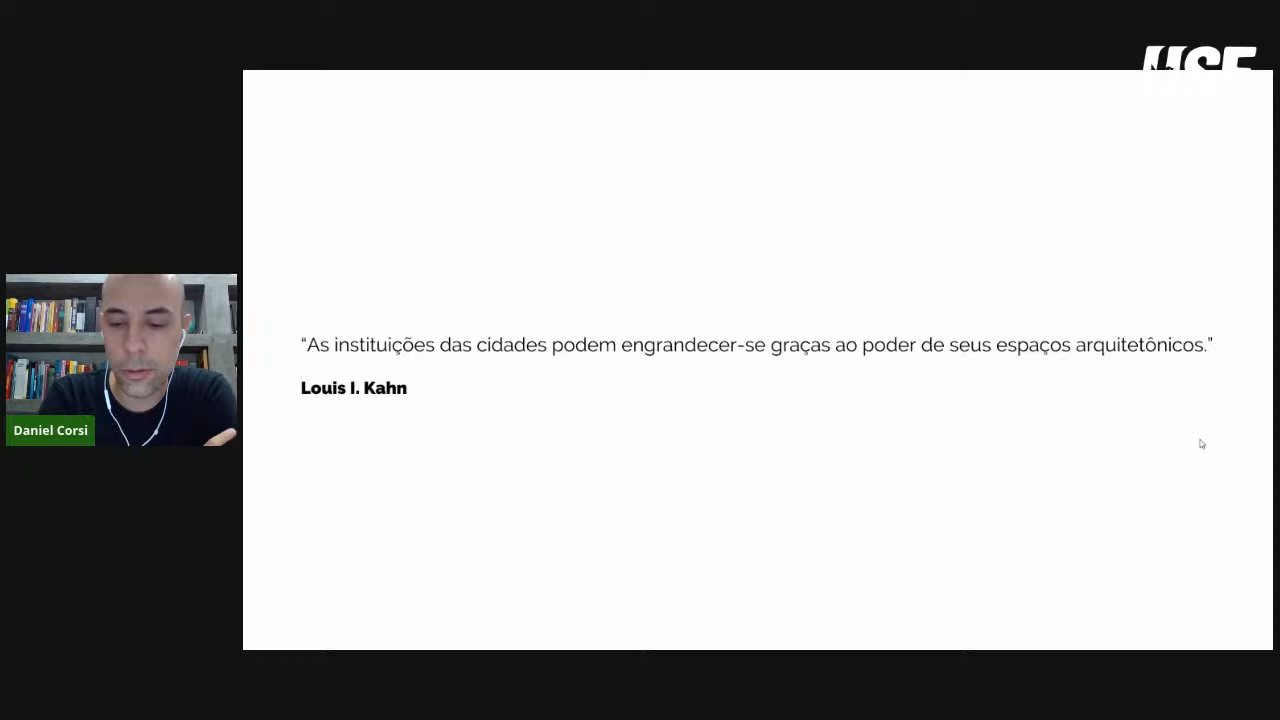 “As instituições das cidades podem engrandecer-se graças ao poder de seus espaços arquitetônicos.”
Louis I. Kahn
Daniel Corsi